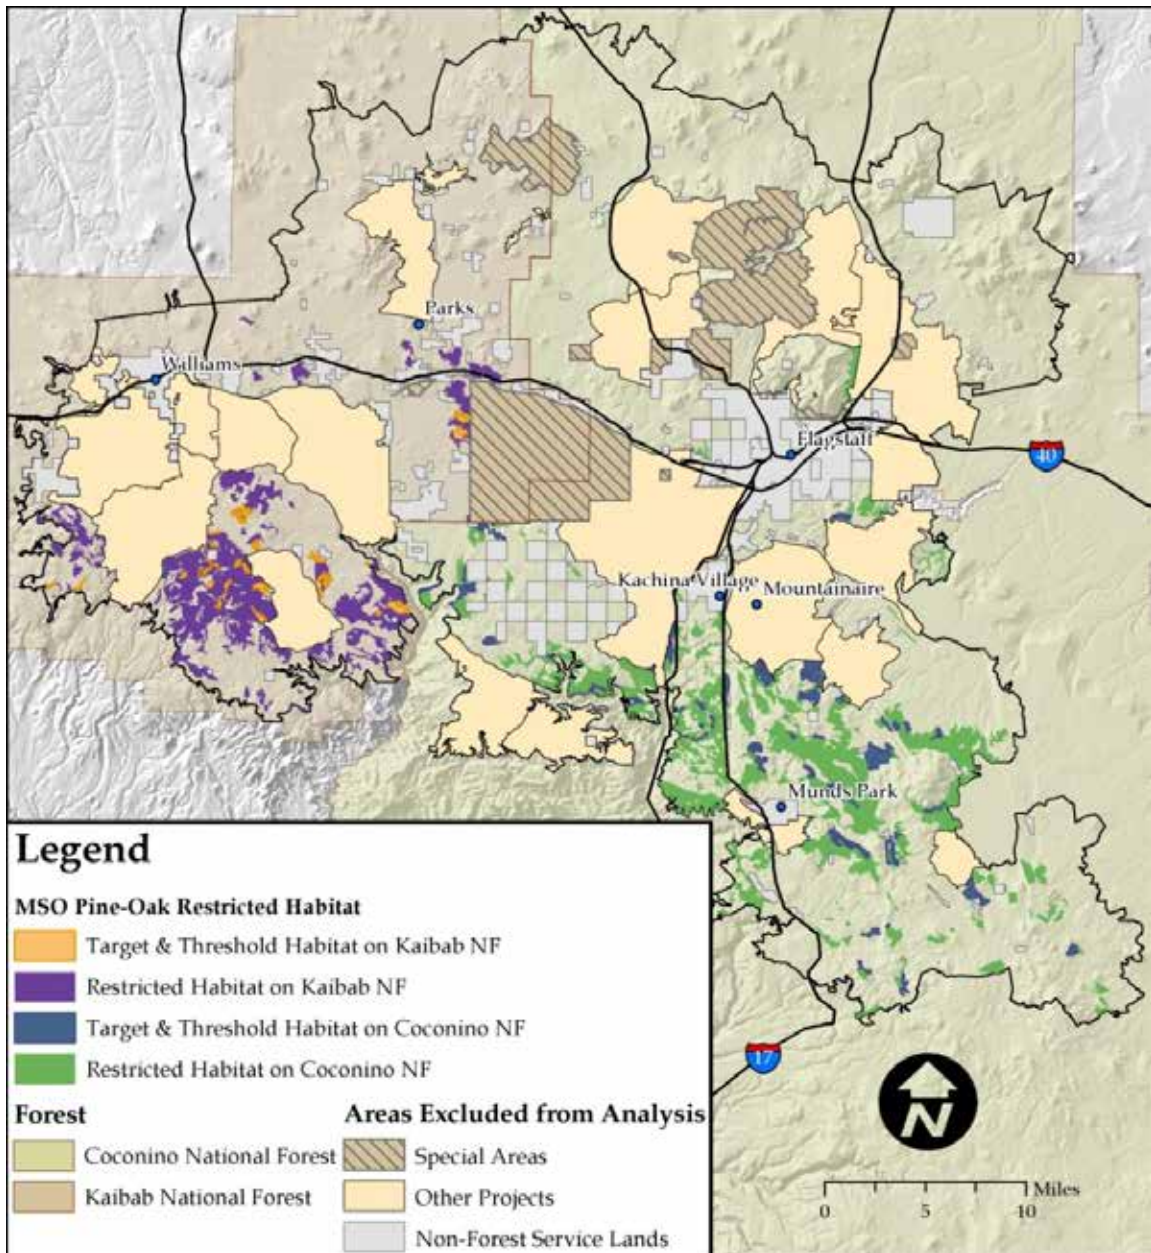 Parks
Williams
Flagstaff
40
Kachina Village
Mountainaire
Munds Park
Legend
MSO Pine-Oak Restricted Habitat
Target & Threshold Habitat on Kaibab NF
Restricted Habitat on Kaibab NF
Target & Threshold Habitat on Coconino NF
Restricted Habitat on Coconino NF
17
Forest
Coconino National Forest
Kaibab National Forest
Areas Excluded from Analysis
Special Areas
Other Projects
Non-Forest Service Lands
N
Miles
0 5 10